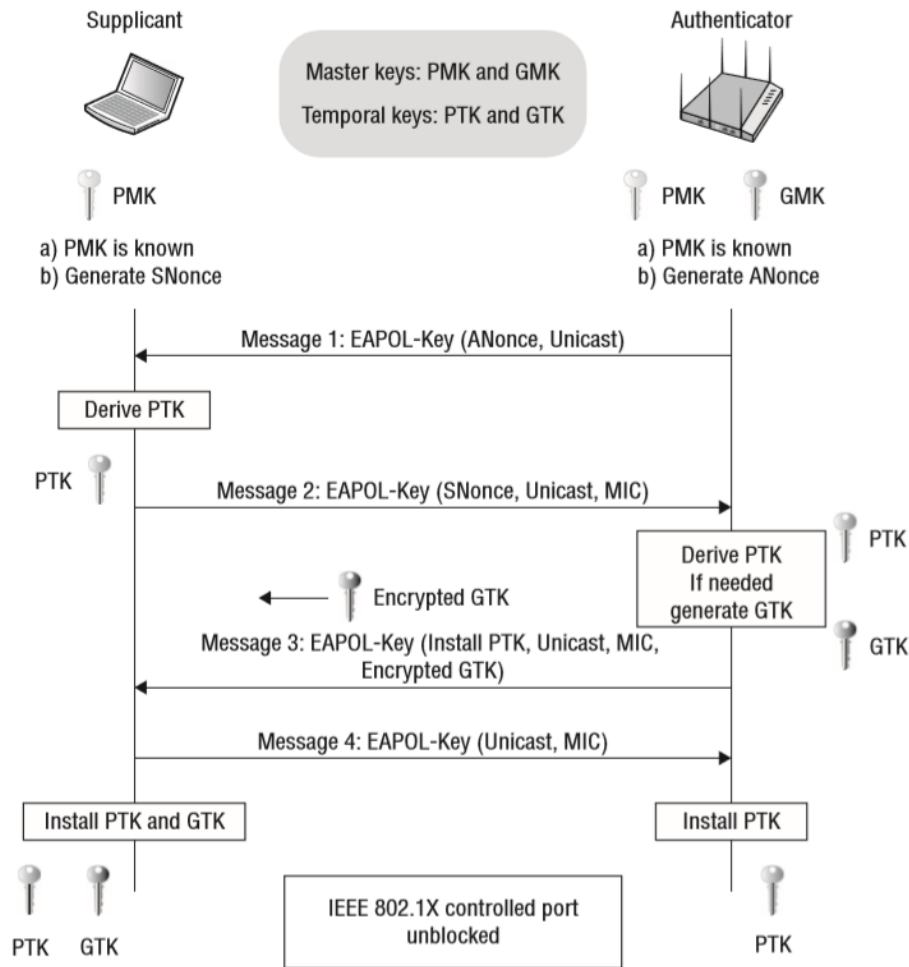 Supplicant
Authenticator
Master keys: PMK and GMK
Temporal keys: PTK and GTK
PMK
PMK
GMK
a) PMK is known
b) Generate SNonce
a) PMK is known
b) Generate ANonce
Message 1: EAPOL-Key (ANonce, Unicast)
Derive PTK
PTK
Message 2: EAPOL-Key (SNonce, Unicast, MIC)
Derive PTK
If needed
generate GTK
PTK
GTK
Encrypted GTK
Message 3: EAPOL-Key (Install PTK, Unicast, MIC,
Encrypted GTK)
Message 4: EAPOL-Key (Unicast, MIC)
Install PTK and GTK
Install PTK
PTK
GTK
IEEE 802.1X controlled port
unblocked
PTK